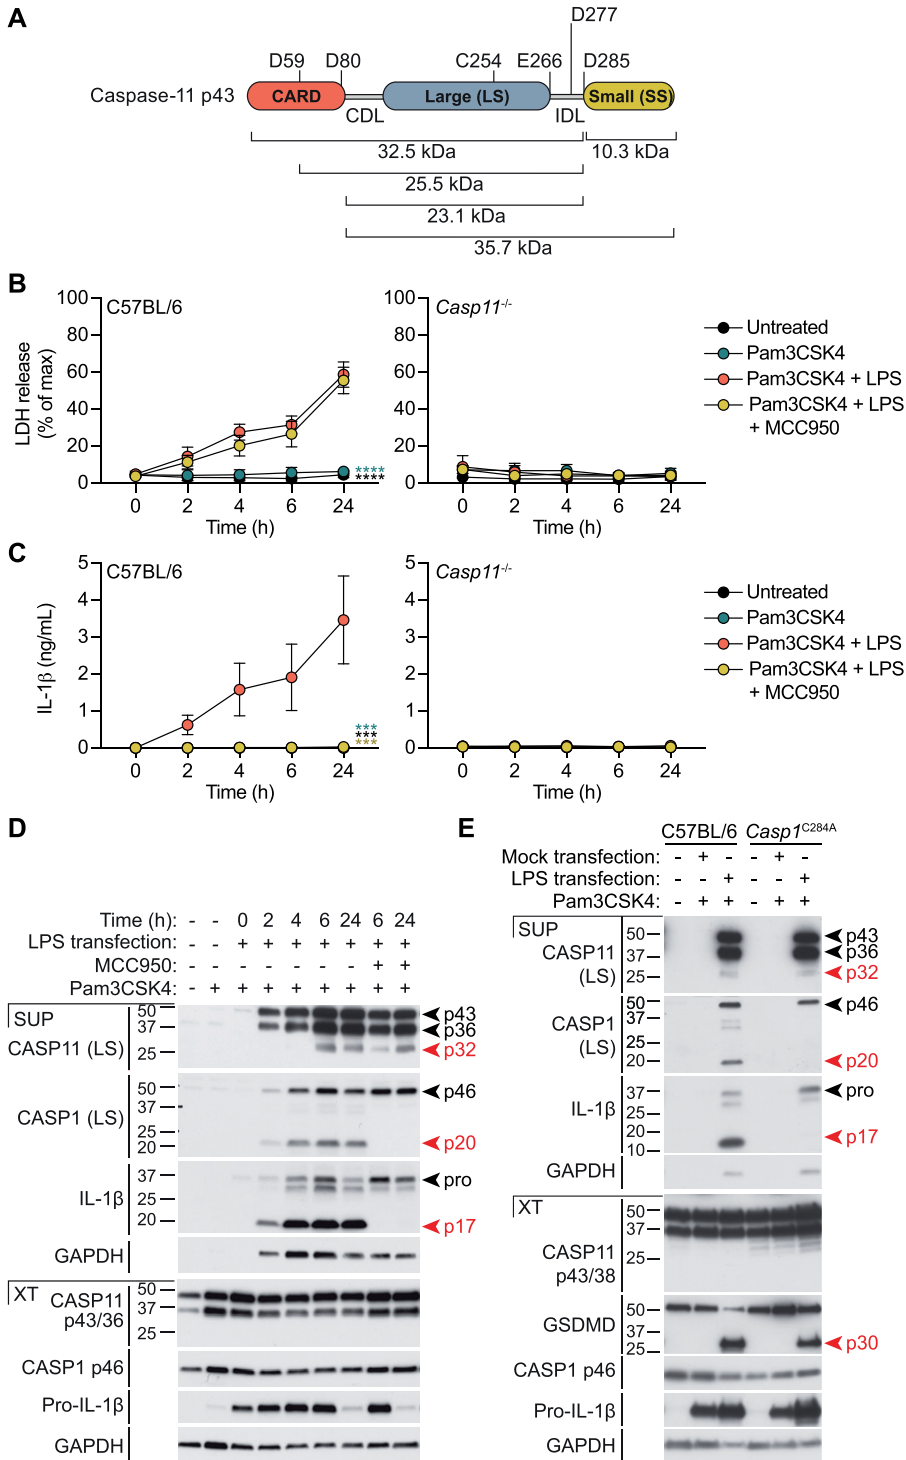 A
D277
D59 D80 C254 E266 D285
Caspase-11 p43 CARD Large (LS) Small (SS)
CDL IDL
32.5 kDa 10.3 kDa
25.5 kDa
23.1 kDa
35.7 kDa
B
C57BL/6
LDH release
(% of max)
100
80
60
40
20
0
****
****
0 2 4 6 24
Time (h)
Casp11-/-
100
80
60
40
20
0
0 2 4 6 24
Time (h)
Untreated
Pam3CSK4
Pam3CSK4 + LPS
Pam3CSK4 + LPS
+ MCC950
C
C57BL/6
IL-1β (ng/mL)
5
4
3
2
1
0
***
***
***
0 2 4 6 24
Time (h)
Casp11-/-
5
4
3
2
1
0
0 2 4 6 24
Time (h)
Untreated
Pam3CSK4
Pam3CSK4 + LPS
Pam3CSK4 + LPS
+ MCC950
D
Time (h): - - 0 2 4 6 24 6 24
LPS transfection: - - + + + + + + +
MCC950: - - - - - - - + +
Pam3CSK4: - + + + + + + + +
SUP
CASP11 (LS)
50
37
25
p43
p36
p32
CASP1 (LS)
50
37
25
20
p46
p20
IL-1β
37
25
20
pro
p17
GAPDH
XT
CASP11
p43/36
50
37
25
CASP1 p46
Pro-IL-1β
GAPDH
E
C57BL/6 Casp1C284A
Mock transfection: - + - - + -
LPS transfection: - - + - - +
Pam3CSK4: - + + - + +
SUP
CASP11
(LS)
50
37
25
p43
p36
p32
CASP1
(LS)
50
37
25
20
p46
p20
IL-1β
37
25
20
10
pro
p17
GAPDH
XT
CASP11
p43/38
50
37
25
GSDMD
50
37
25
p30
CASP1 p46
Pro-IL-1β
GAPDH